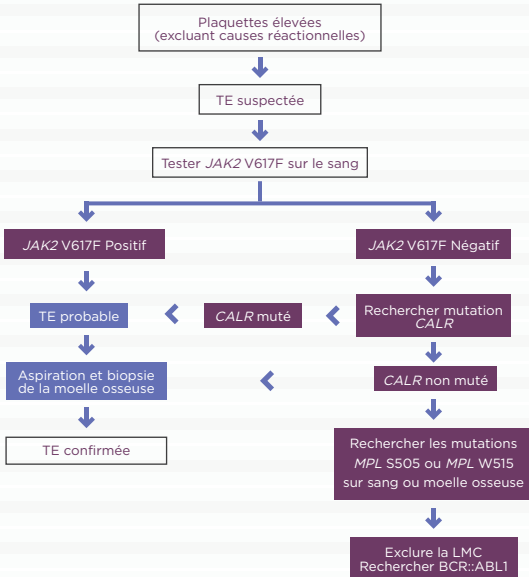 Plaquettes élevées
(excluant causes réactionnelles)
TE suspectée
Tester JAK2 V617F sur le sang
JAK2 V617F Positif
JAK2 V617F Négatif
TE probable
CALR muté
Rechercher mutation
CALR
Aspiration et biopsie
de la moelle osseuse
CALR non muté
TE confirmée
Rechercher les mutations
MPL S505 ou MPL W515
sur sang ou moelle osseuse
Exclure la LMC
Rechercher BCR::ABL1